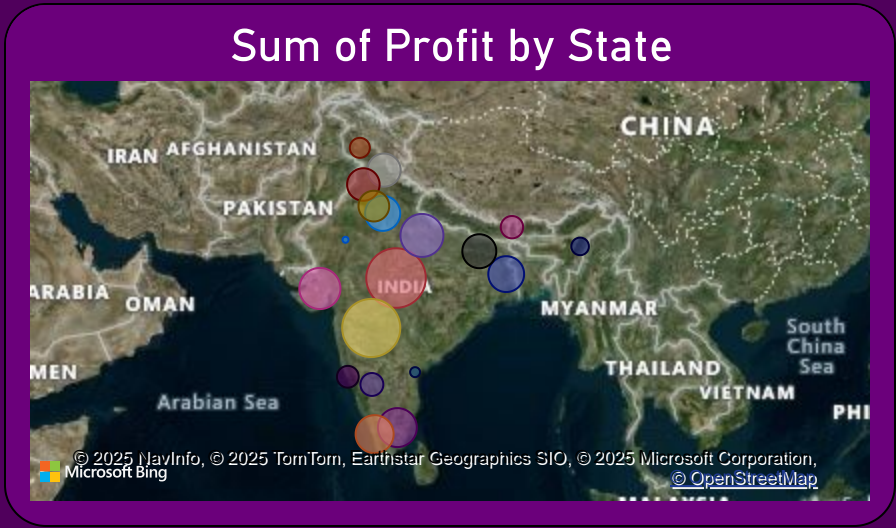 Sum of Profit by State
CHINA
IRAN
AFGHANISTAN
PAKISTAN
ARABIA
OMAN
INDIA
MYANMAR
South
China
Sea
MEN
THAILAND
VIETNAM
Arabian Sea
PHI
© 2025 NavInfo, © 2025 TomTom, Earthstar Geographics SIO, © 2025 Microsoft Corporation,
Microsoft Bing
© OpenStreetMap
MALAYSIA